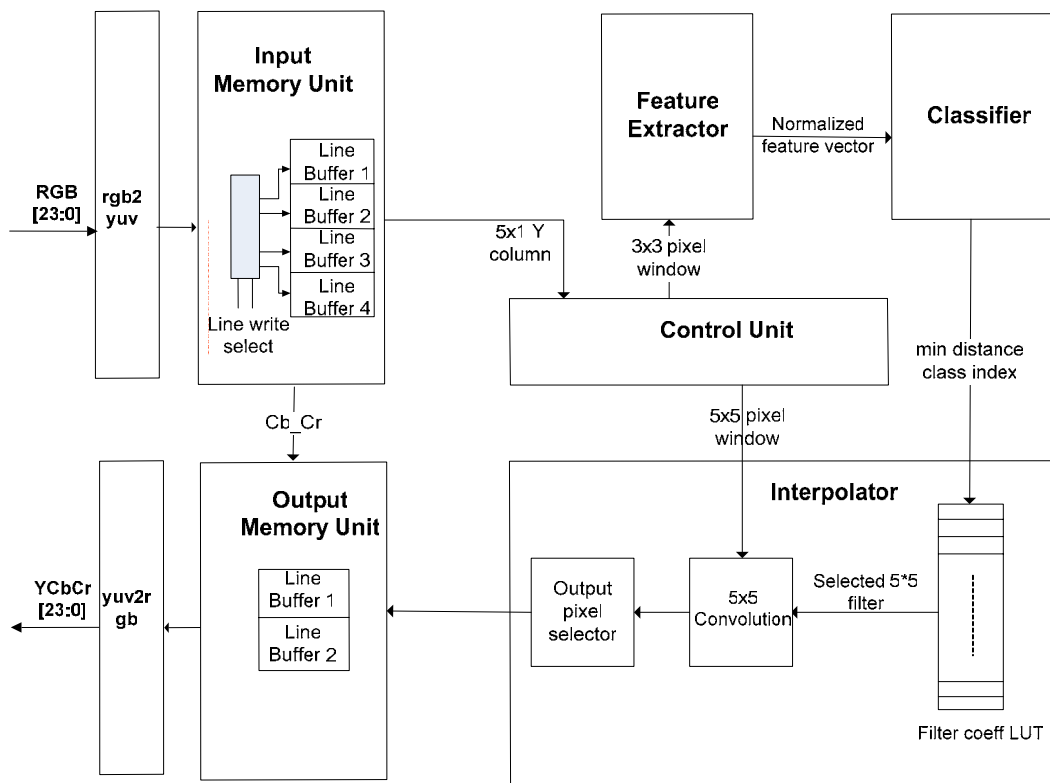 Input
Memory Unit
Line
Buffer 1
Line
Buffer 2
Line
Buffer 3
Line
Buffer 4
Line write
select
RGB
[23:0]
rgb2
yuv
5x1 Y
column
Feature
Extractor
Normalized
feature vector
Classifier
3x3 pixel
window
Control Unit
min distance
class index
Cb_Cr
5x5 pixel
window
Output
Memory Unit
Line
Buffer 1
Line
Buffer 2
YCbCr
[23:0]
yuv2r
gb
Interpolator
Output
pixel
selector
5x5
Convolution
Selected 5*5
filter
Filter coeff LUT